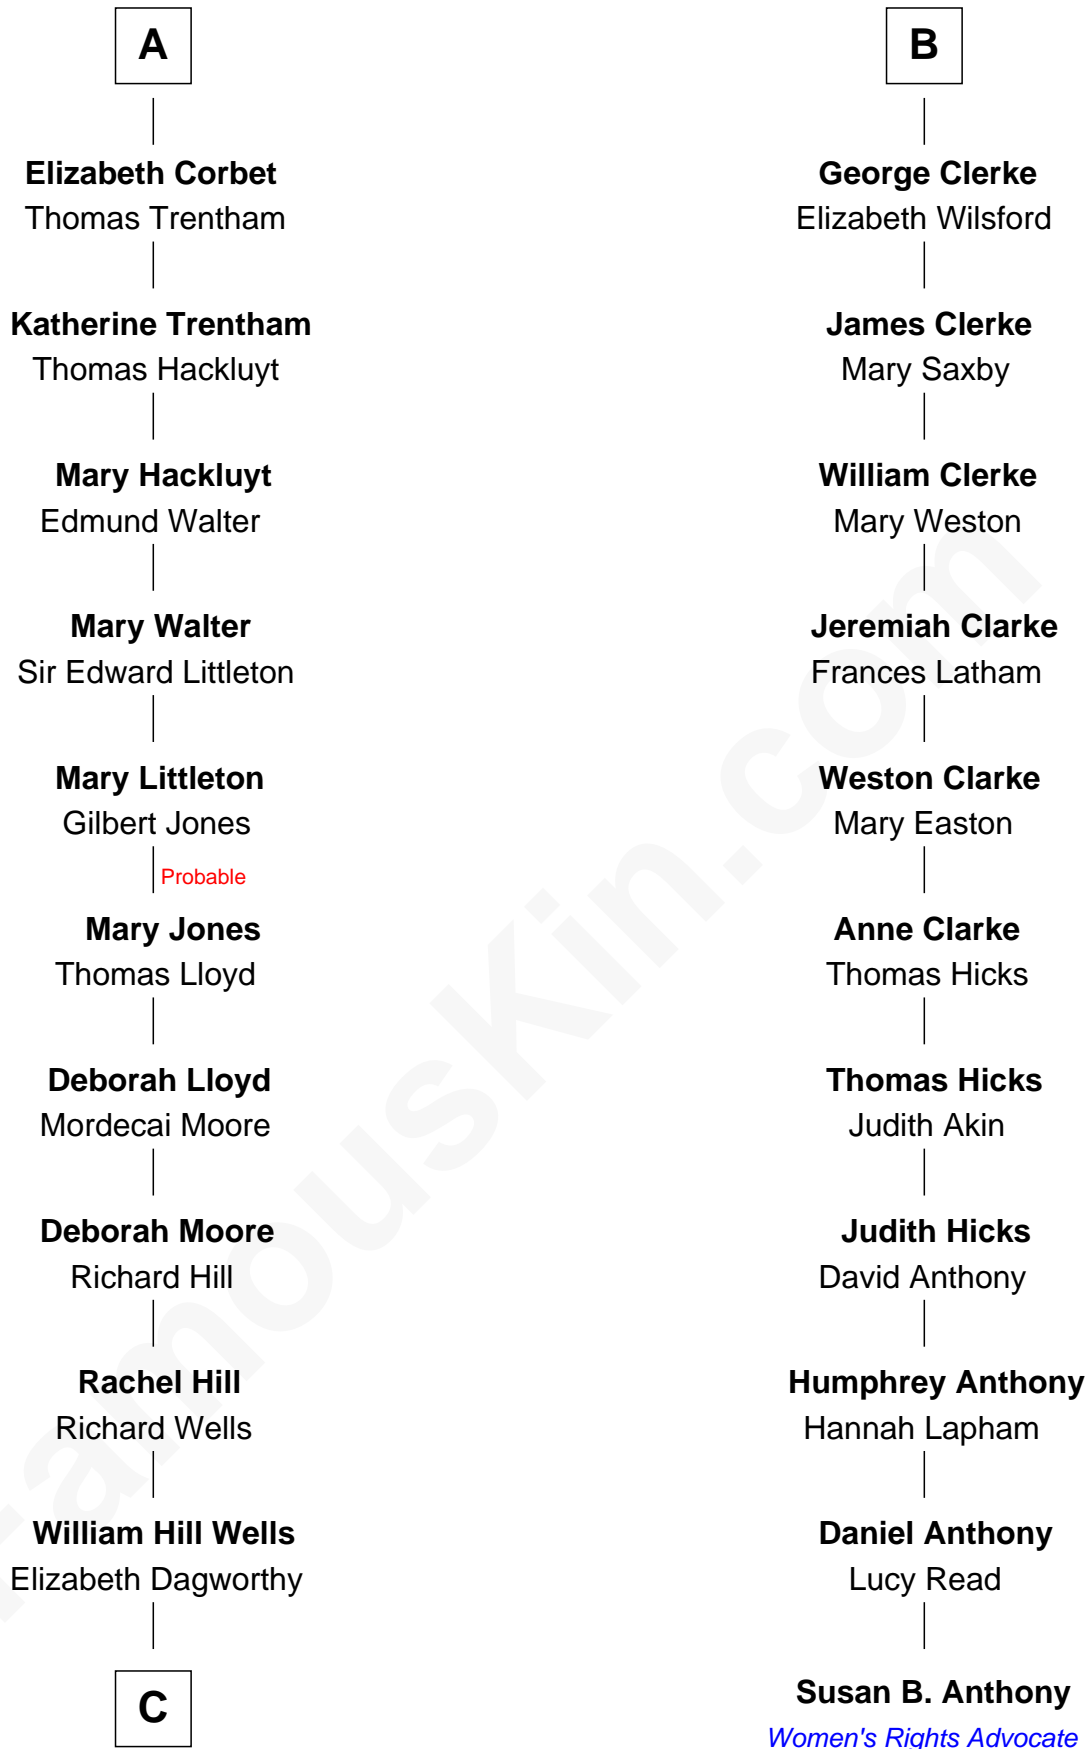 A
Elizabeth Corbet
Thomas Trentham
Katherine Trentham
Thomas Hackluyt
Mary Hackluyt
Edmund Walter
Mary Walter
Sir Edward Littleton
Mary Littleton
Gilbert Jones
Probable
Mary Jones
Thomas Lloyd
Deborah Lloyd
Mordecai Moore
Deborah Moore
Richard Hill
Rachel Hill
Richard Wells
William Hill Wells
Elizabeth Dagworthy
C
B
George Clerke
Elizabeth Wilsford
James Clerke
Mary Saxby
William Clerke
Mary Weston
Jeremiah Clarke
Frances Latham
Weston Clarke
Mary Easton
Anne Clarke
Thomas Hicks
Thomas Hicks
Judith Akin
Judith Hicks
David Anthony
Humphrey Anthony
Hannah Lapham
Daniel Anthony
Lucy Read
Susan B. Anthony
Women's Rights Advocate
FamousKin.com